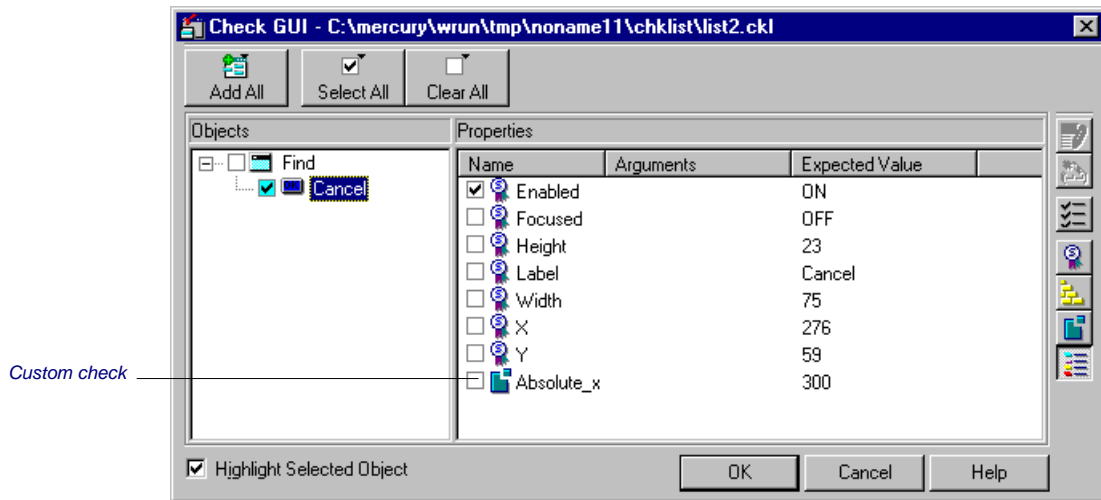 Check GUI - C:\mercury\wrun\tmp\noname11\chklist\list2.ckl
Add All Select All Clear All
Objects Properties
Find
Cancel
Name Arguments Expected Value
Enabled ON
Focused OFF
Height 23
Label Cancel
Width 75
X 276
Y 59
Absolute_x 300
Custom check
Highlight Selected Object
OK Cancel Help